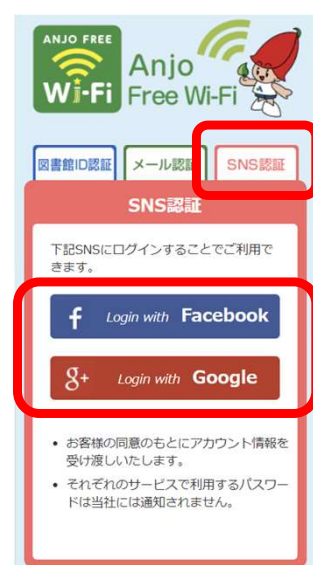 ANJO FREE
Wi-Fi
Anjo
Free Wi-Fi
図書館ID認証
メール認証
SNS認証
SNS認証
下記SNSにログインすることでご利用で
きます。
f Login with Facebook
g+ Login with Google
• お客様の同意のもとにアカウント情報を
受け渡しいたします。
• それぞれのサービスで利用するパスワー
ドは当社には通知されません。